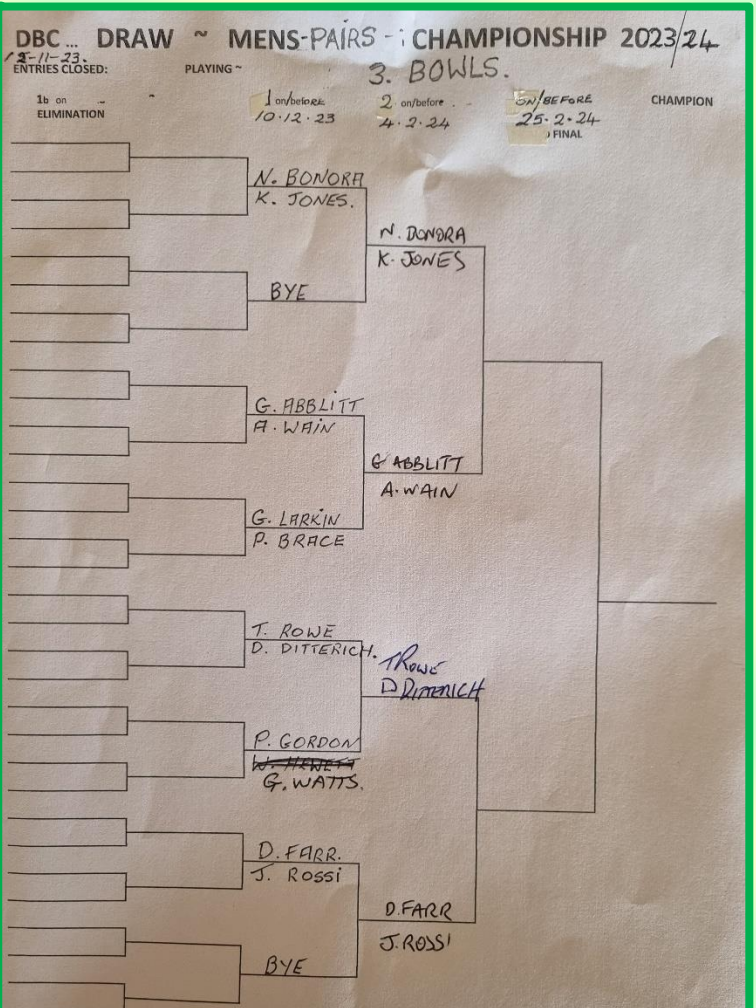 DBC ... DRAW ~ MENS-PAIRS - CHAMPIONSHIP 2023/24
12-11-23.
ENTRIES CLOSED: PLAYING ~ 3. BOWLS.
1b on ~ ~ 1 on/before 2 on/before ON/BEFORE CHAMPION
ELIMINATION 10.12.23 4.2.24 25.2.24
FINAL
N. BONORA
K. JONES.
N. DONORA
K. JONES
BYE
G. ABBLITT
A. WAIN
G ABBLITT
A. WAIN
G. LARKIN
P. BRACE
T. ROWE
D. DITTERICH.
T ROWE
D DITTERICH
P. GORDON
W. HEWETT
G. WATTS.
D. FARR.
J. ROSSI
D. FARR
J. ROSSI
BYE